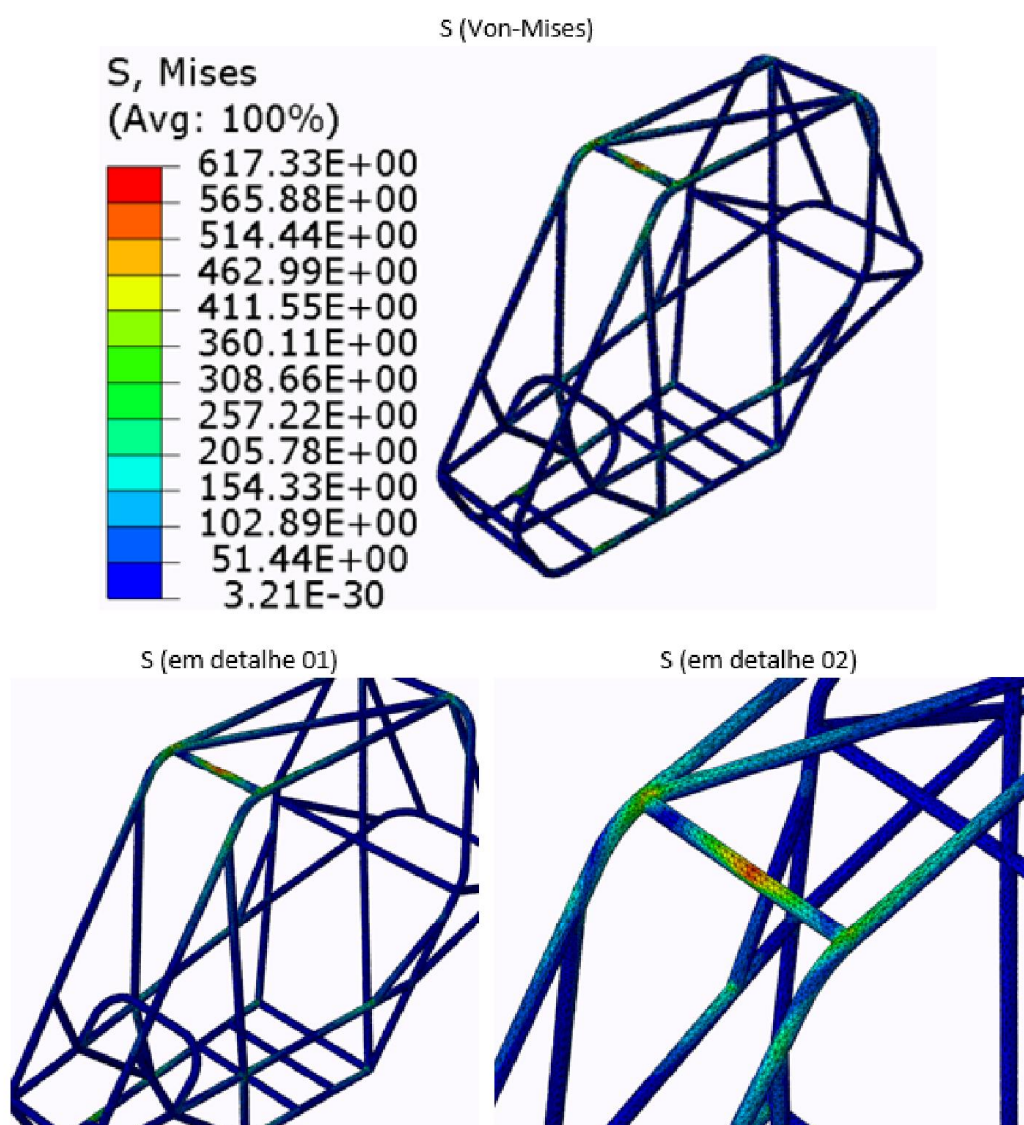 S (Von-Mises)
S, Mises
(Avg: 100%)
617.33E+00
565.88E+00
514.44E+00
462.99E+00
411.55E+00
360.11E+00
308.66E+00
257.22E+00
205.78E+00
154.33E+00
102.89E+00
51.44E+00
3.21E-30
S (em detalhe 01)
S (em detalhe 02)